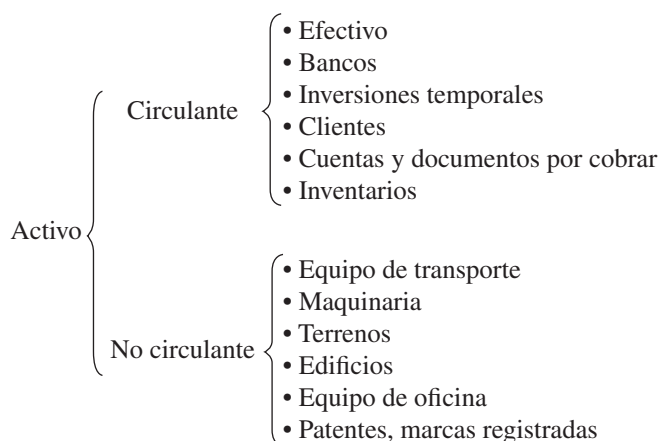 Activo
Circulante
• Efectivo
• Bancos
• Inversiones temporales
• Clientes
• Cuentas y documentos por cobrar
• Inventarios
No circulante
• Equipo de transporte
• Maquinaria
• Terrenos
• Edificios
• Equipo de oficina
• Patentes, marcas registradas